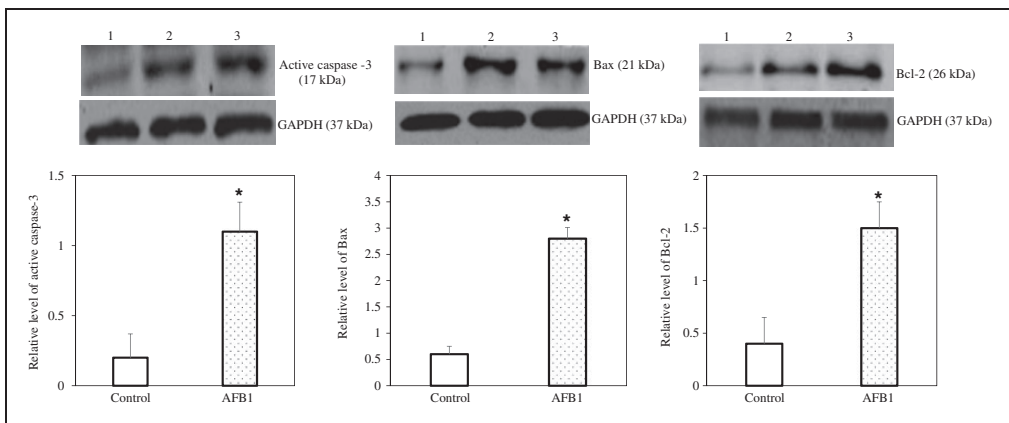 1 2 3
Active caspase -3
(17 kDa)
GAPDH (37 kDa)
1 2 3
Bax (21 kDa)
GAPDH (37 kDa)
1 2 3
Bcl-2 (26 kDa)
GAPDH (37 kDa)
Relative level of active caspase-3
1.5
1
0.5
0
*
Control AFB1
Relative level of Bax
4
3.5
3
2.5
2
1.5
1
0.5
0
*
Control AFB1
Relative level of Bcl-2
2
1.5
1
0.5
0
*
Control AFB1